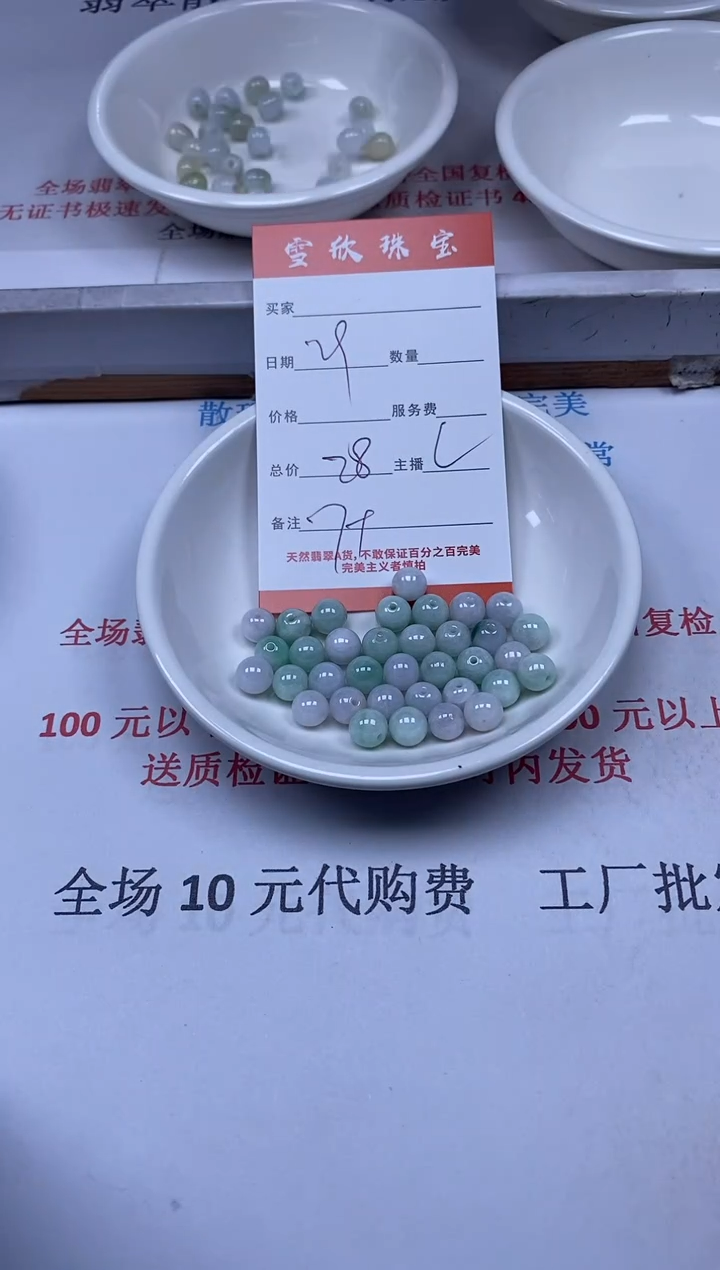 全场翡翠
全国复检
无证书极速发
质检证书
全场
雪欣珠宝
买家
日期 29 数量
价格 服务费
总价 28 主播
备注
天然翡翠A货,不敢保证百分之百完美
完美主义者慎拍
散
完美
常
全场
复检
100 元以
0 元以上
送质检证
内发货
全场 10 元代购费 工厂批